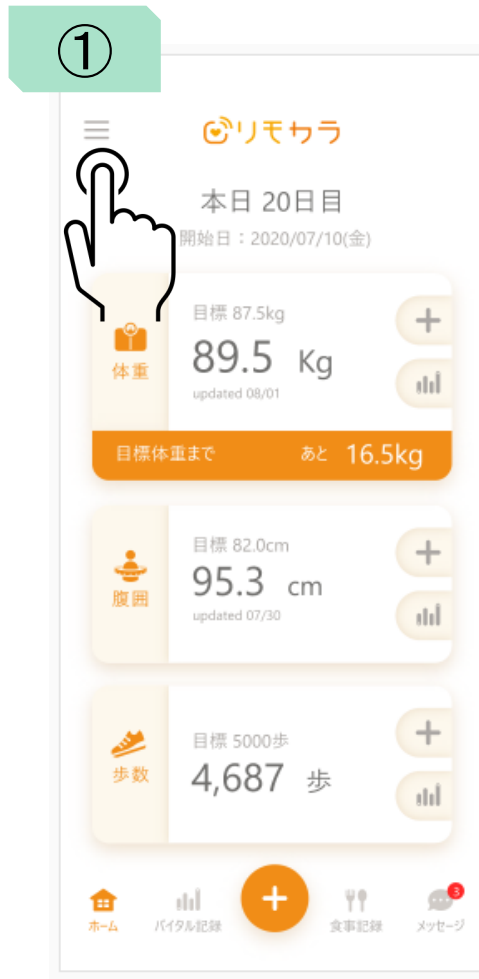 ①
リモカラ
本日 20日目
開始日：2020/07/10(金)
目標 87.5kg
89.5 Kg
体重
updated 08/01
目標体重まで あと 16.5kg
目標 82.0cm
95.3 cm
腹囲
updated 07/30
目標 5000歩
4,687 歩
歩数
3
ホーム バイタル記録 食事記録 メッセージ